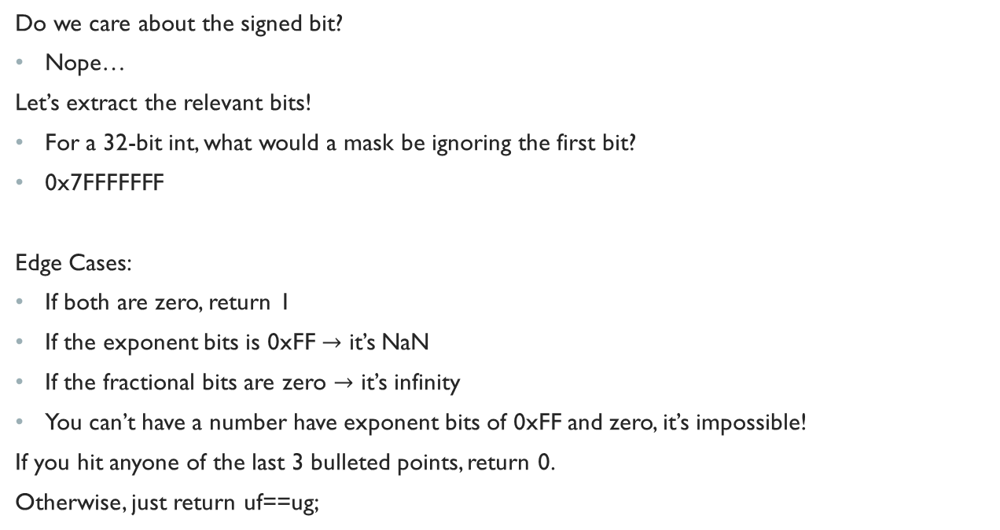 Do we care about the signed bit?
• Nope…
Let's extract the relevant bits!
• For a 32-bit int, what would a mask be ignoring the first bit?
• 0x7FFFFFFF
Edge Cases:
• If both are zero, return 1
• If the exponent bits is 0xFF → it's NaN
• If the fractional bits are zero → it's infinity
• You can't have a number have exponent bits of 0xFF and zero, it's impossible!
If you hit anyone of the last 3 bulleted points, return 0.
Otherwise, just return uf==ug;